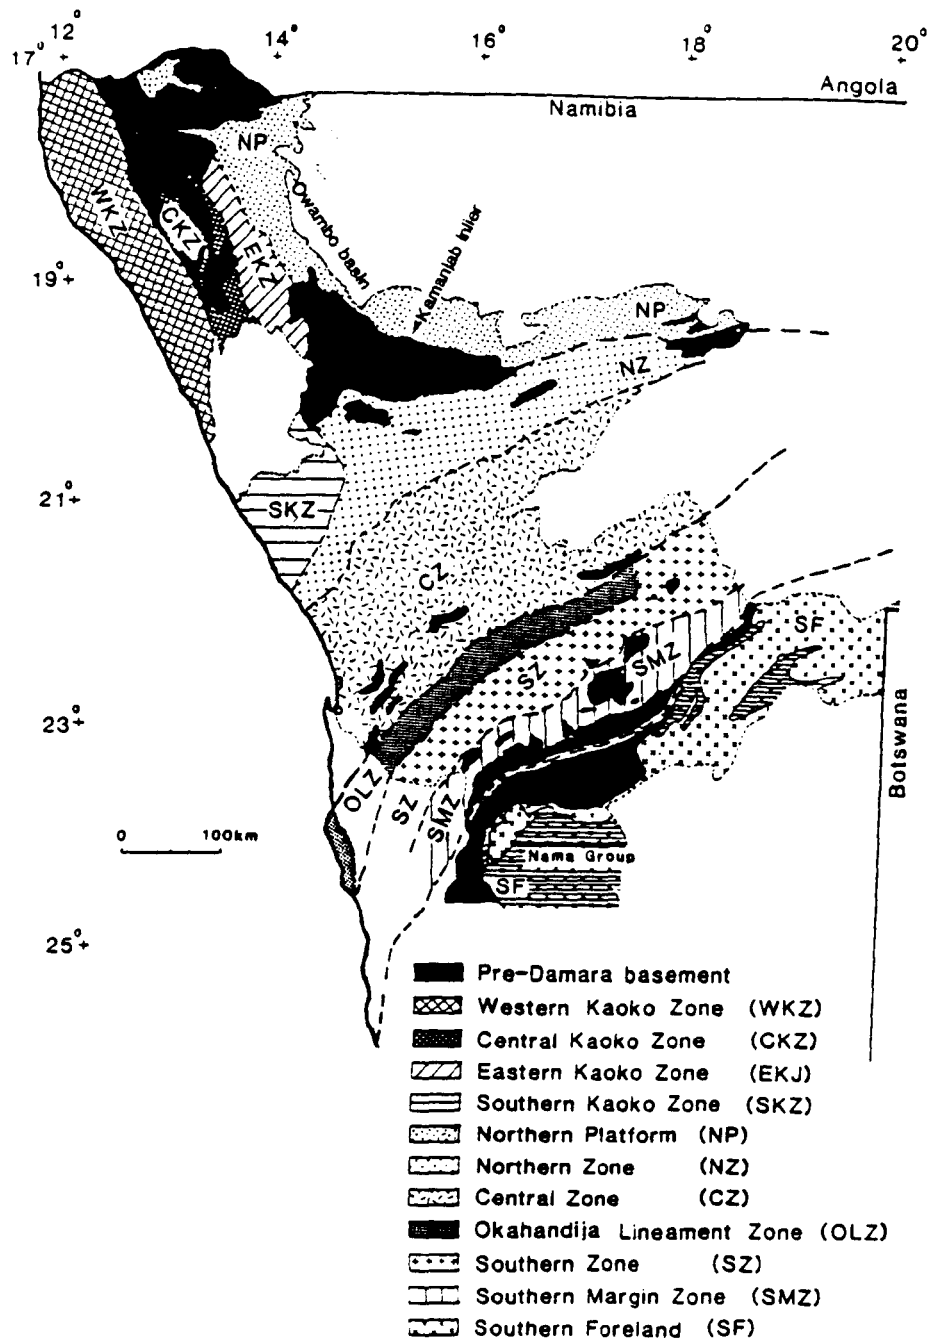 12°
14°
16°
18°
20°
17° +
Angola
Namibia
NP
WKZ
CKZ
EKZ
Owambo basin
Kamanjab Inlier
19°+
NP
NZ
21°+
SKZ
CZ
SZ
SMZ
SF
23°+
Botswana
OLZ
SZ
SMZ
0 100km
Nama Group
SF
25°+
Pre-Damara basement
Western Kaoko Zone (WKZ)
Central Kaoko Zone (CKZ)
Eastern Kaoko Zone (EKJ)
Southern Kaoko Zone (SKZ)
Northern Platform (NP)
Northern Zone (NZ)
Central Zone (CZ)
Okahandija Lineament Zone (OLZ)
Southern Zone (SZ)
Southern Margin Zone (SMZ)
Southern Foreland (SF)